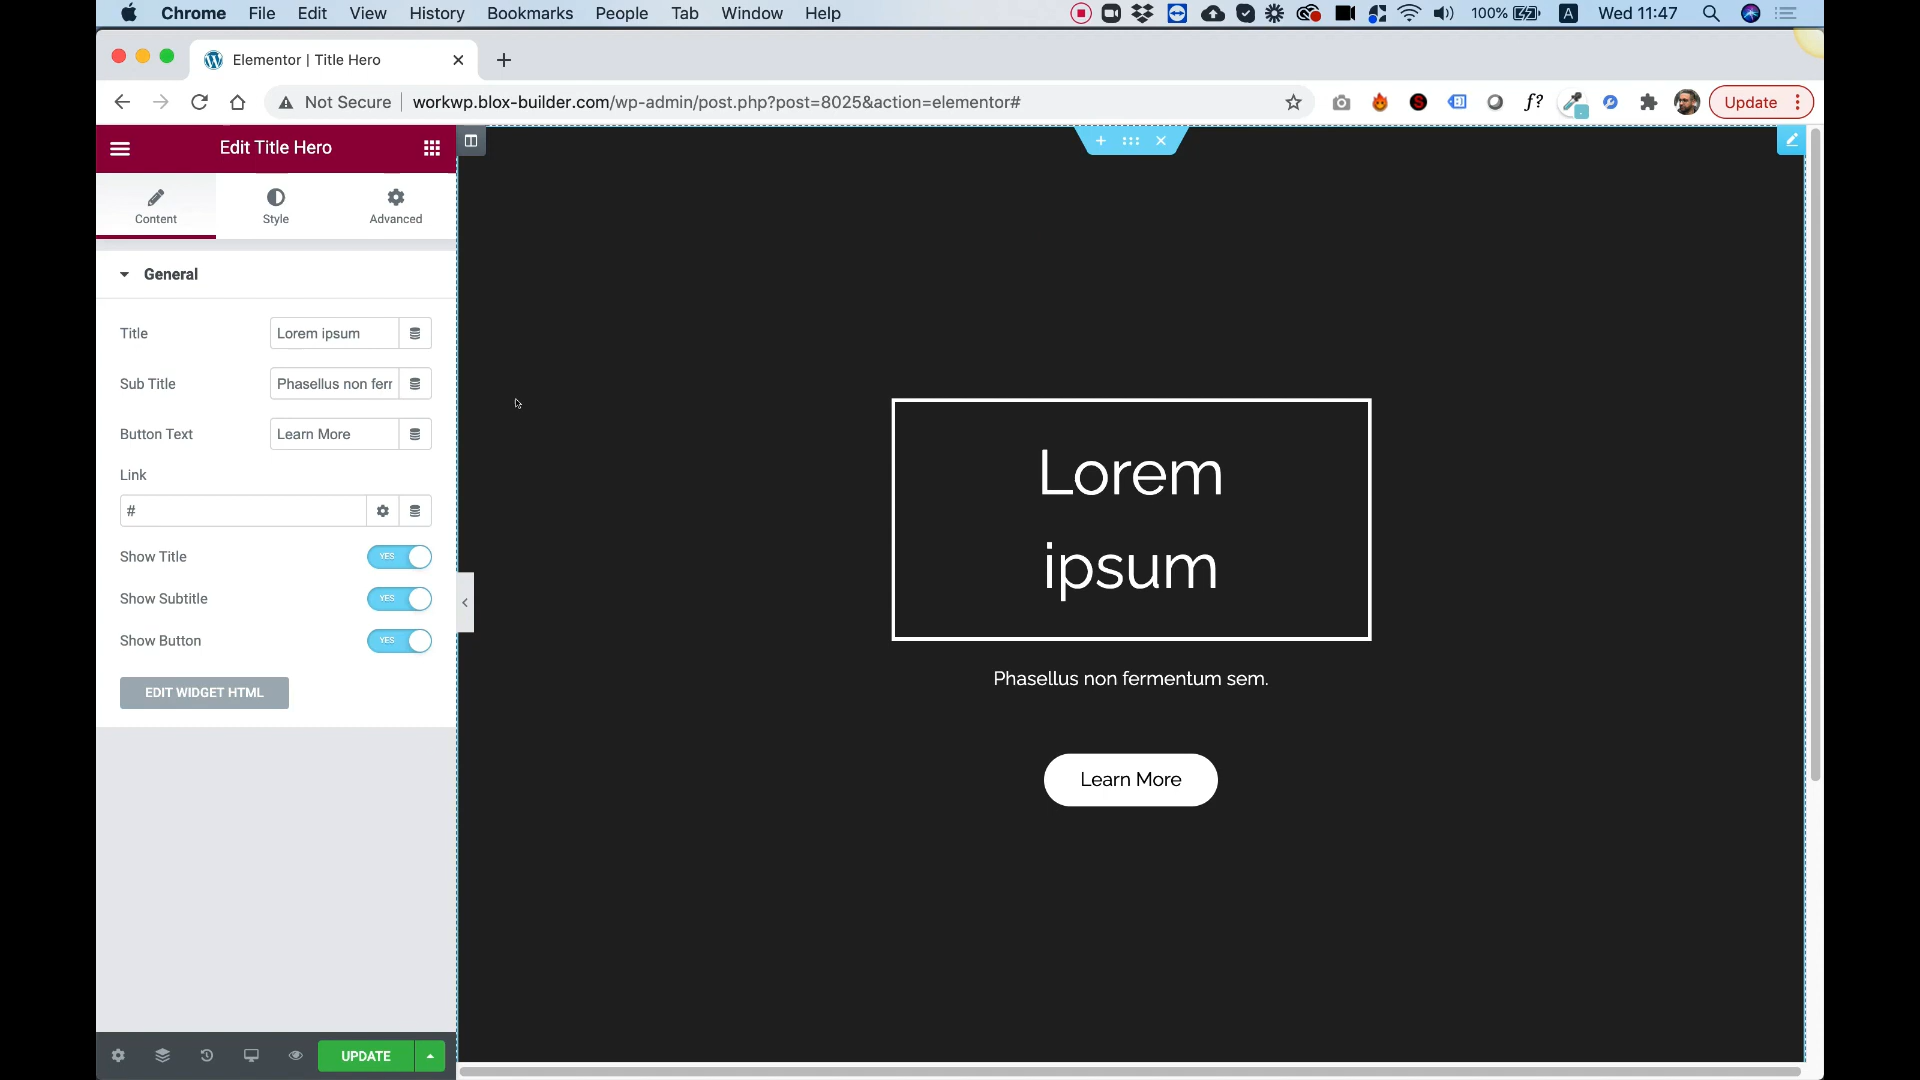 Chrome File Edit View History Bookmarks People Tab Window Help 100% A Wed 11:47
Elementor | Title Hero
Not Secure workwp.blox-builder.com/wp-admin/post.php?post=8025&action=elementor# S f? Update
Edit Title Hero
Content Style Advanced
General
Title Lorem ipsum
Sub Title Phasellus non ferr
Button Text Learn More
Link
#
Show Title YES
Show Subtitle YES
Show Button YES
EDIT WIDGET HTML
UPDATE
Lorem
ipsum
Phasellus non fermentum sem.
Learn More